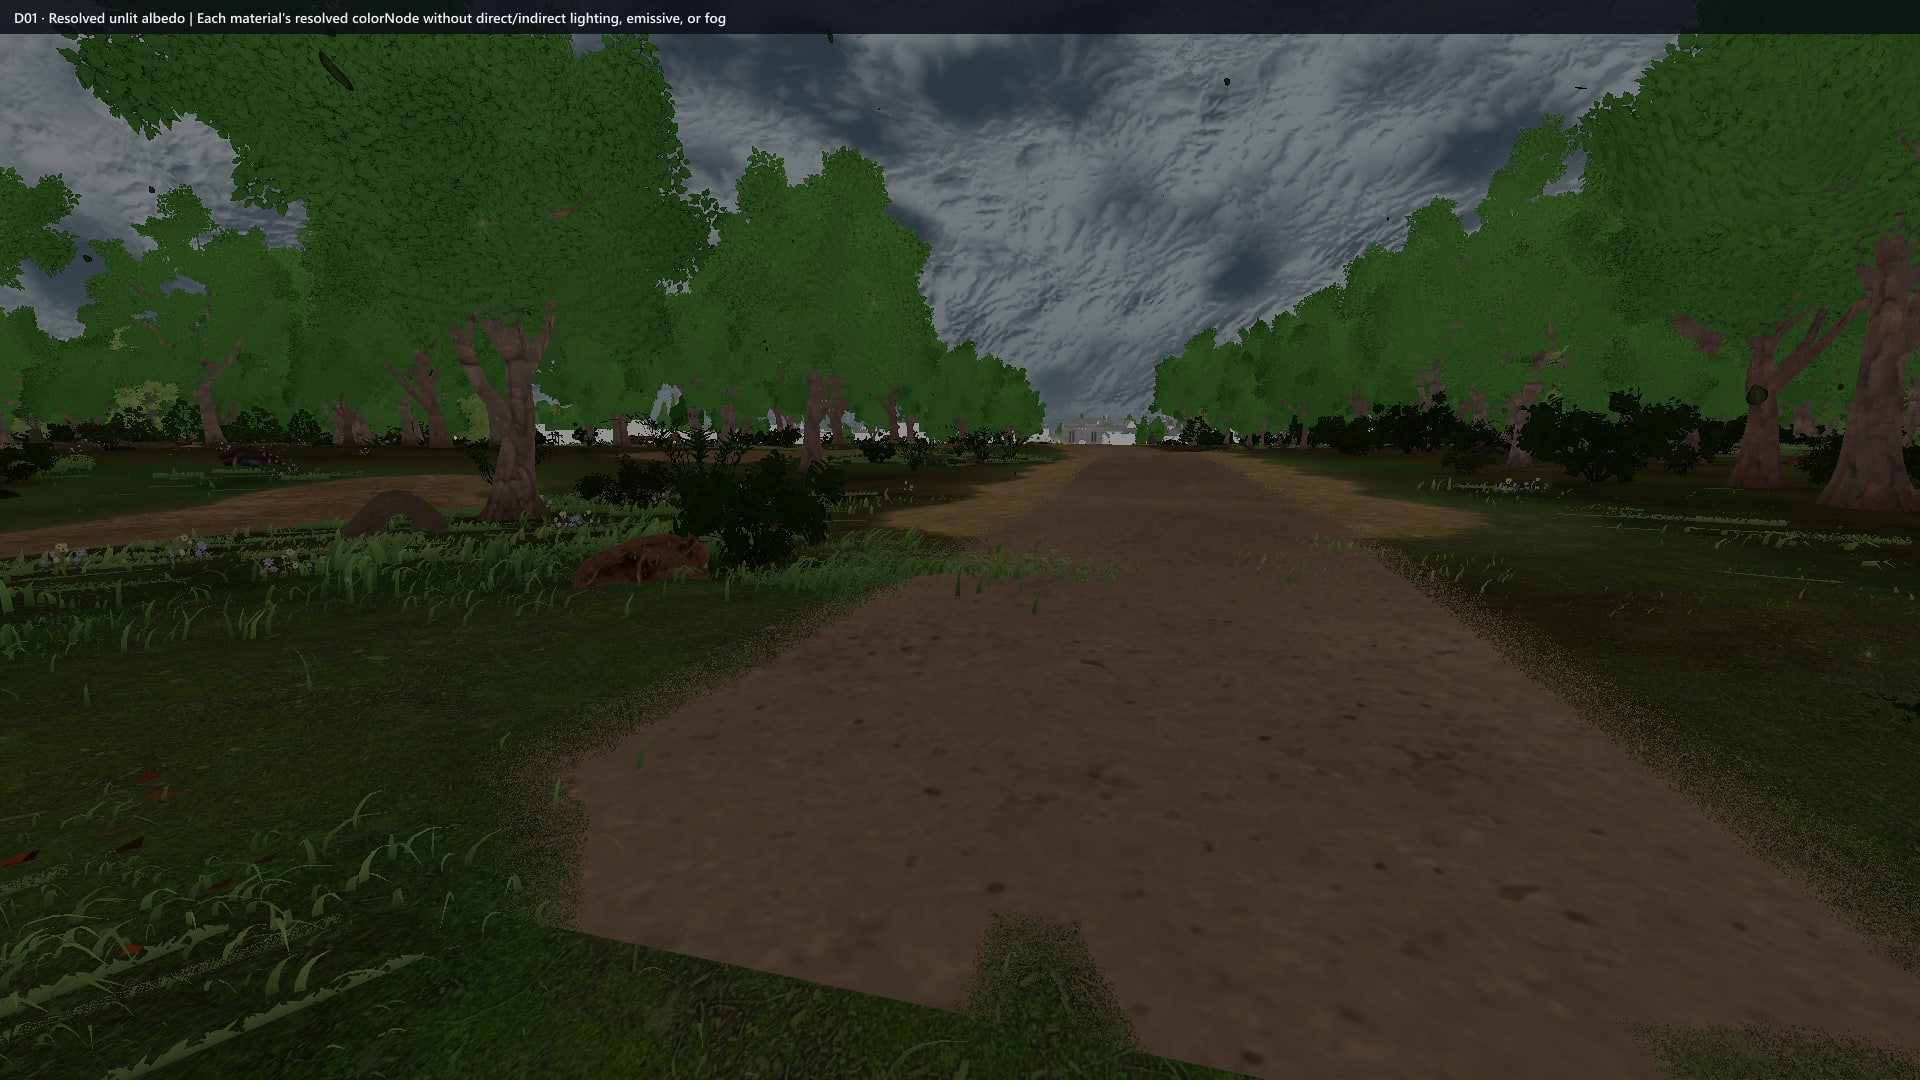 D01 · Resolved unlit albedo | Each material's resolved colorNode without direct/indirect lighting, emissive, or fog